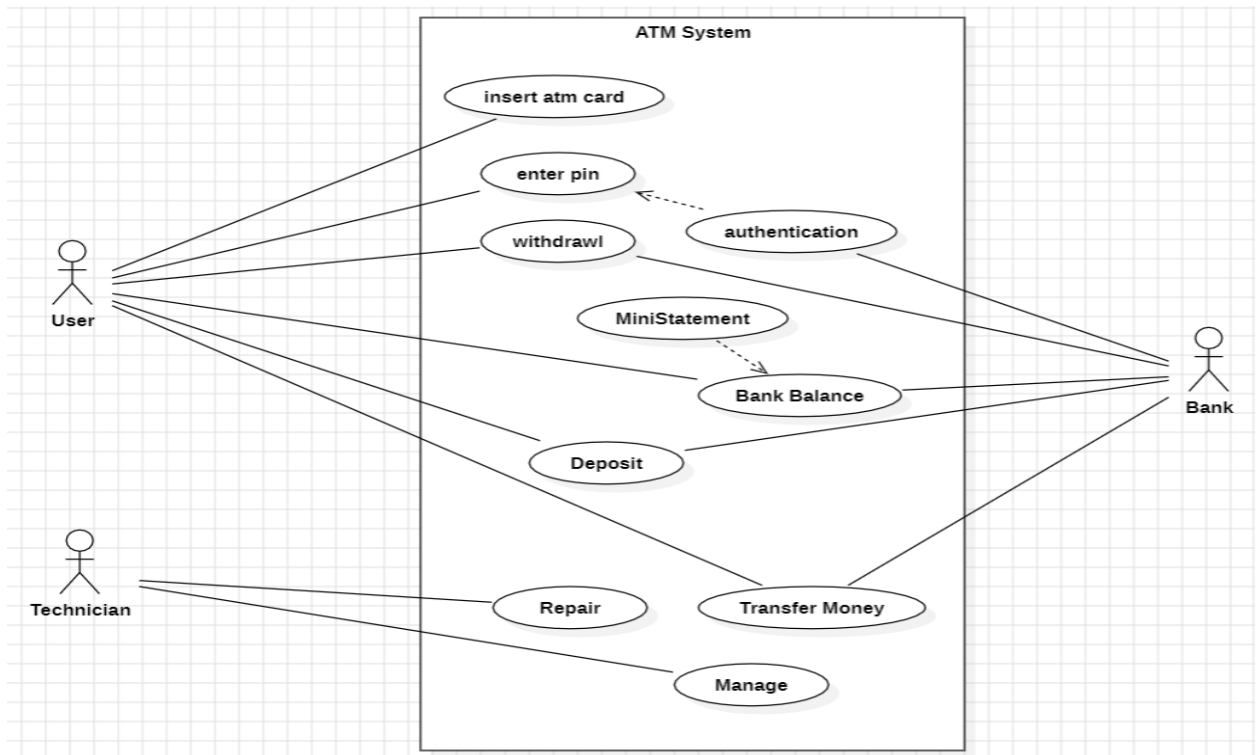 ATM System
insert atm card
enter pin
authentication
withdrawl
User
MiniStatement
Bank Balance
Bank
Deposit
Technician
Repair
Transfer Money
Manage